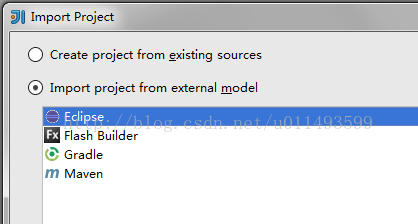 Import Project
Create project from existing sources
Import project from external model
Eclipse
http://blog.csdn.net/u011493599
Fx Flash Builder
Gradle
m Maven